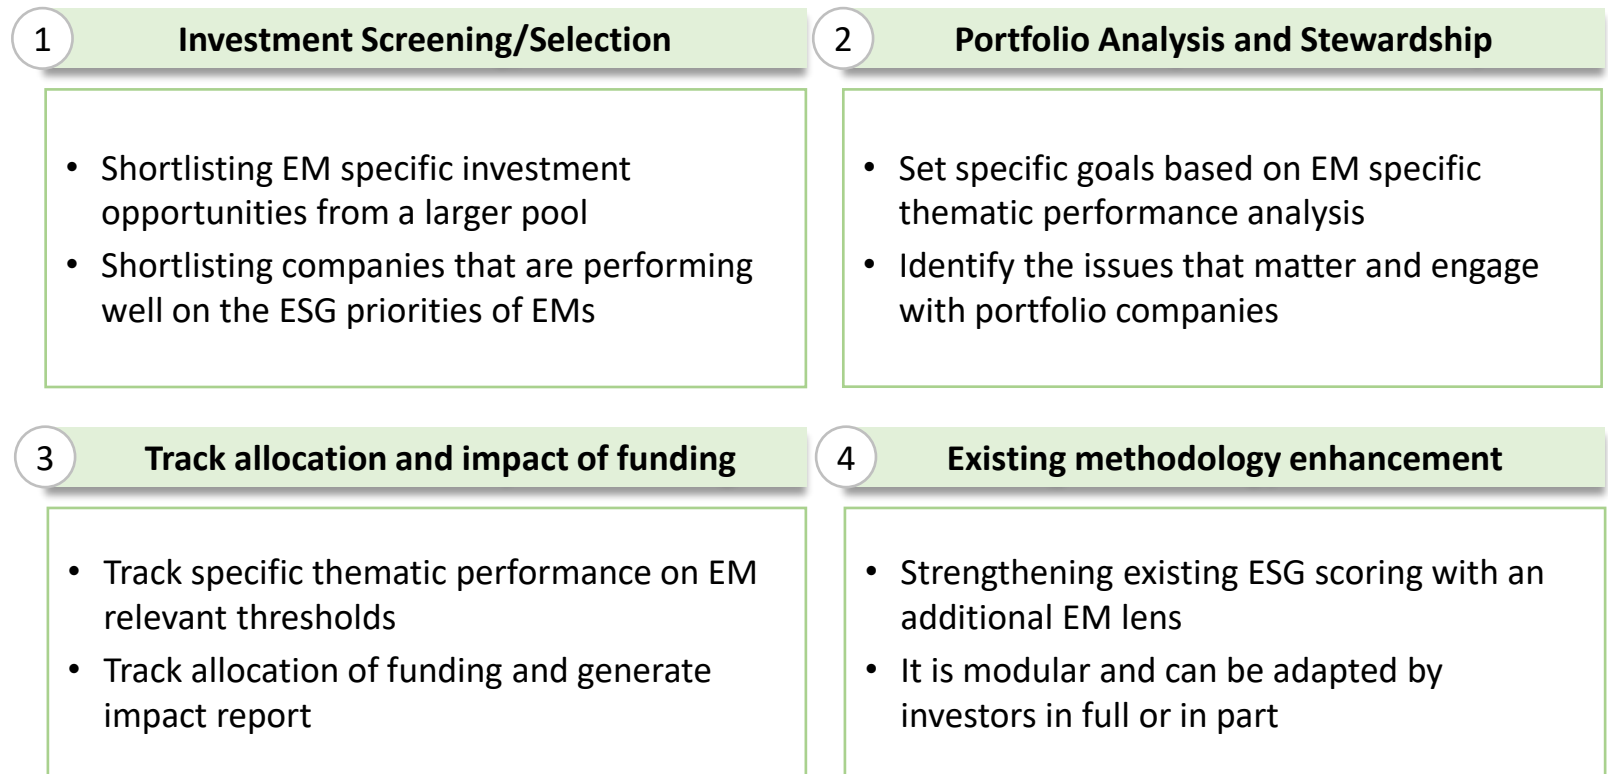 1
Investment Screening/Selection
• Shortlisting EM specific investment
opportunities from a larger pool
• Shortlisting companies that are performing
well on the ESG priorities of EMs
2
Portfolio Analysis and Stewardship
• Set specific goals based on EM specific
thematic performance analysis
• Identify the issues that matter and engage
with portfolio companies
3
Track allocation and impact of funding
• Track specific thematic performance on EM
relevant thresholds
• Track allocation of funding and generate
impact report
4
Existing methodology enhancement
• Strengthening existing ESG scoring with an
additional EM lens
• It is modular and can be adapted by
investors in full or in part